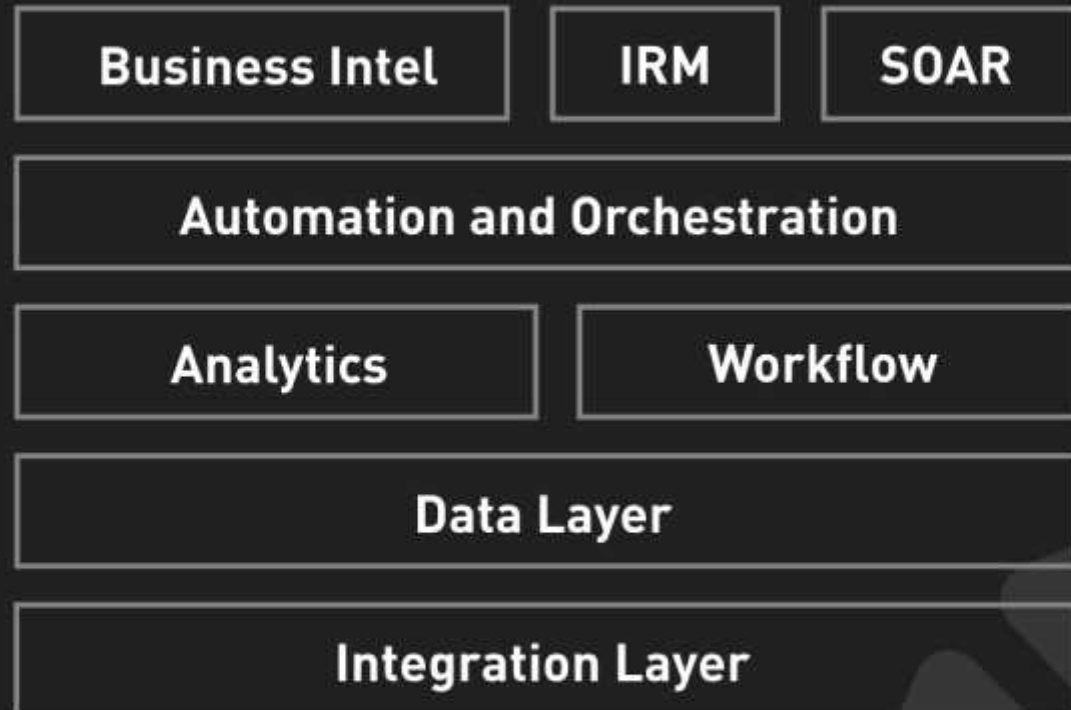 Business Intel IRM SOAR
Automation and Orchestration
Analytics Workflow
Data Layer
Integration Layer